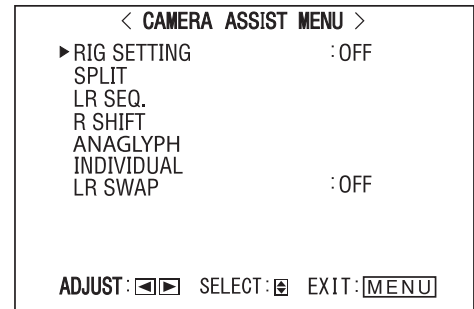 < CAMERA ASSIST MENU >
▶RIG SETTING :OFF
SPLIT
LR SEQ.
R SHIFT
ANAGLYPH
INDIVIDUAL
LR SWAP :OFF
ADJUST:◀▶ SELECT:⬍ EXIT:MENU